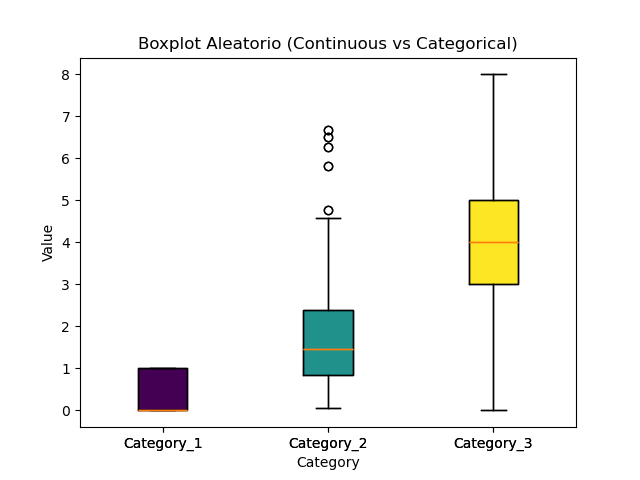 Boxplot Aleatorio (Continuous vs Categorical)
8
7
6
5
4
3
2
1
0
Value
Category_1 Category_2 Category_3
Category